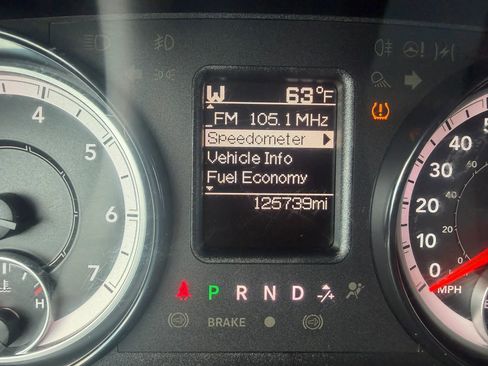 W 63°F
FM 105.1 MHz
Speedometer
Vehicle Info
Fuel Economy
125739mi
4
5
6
7
H
P R N D -/+
BRAKE
50
40
30
20
10
0
MPH